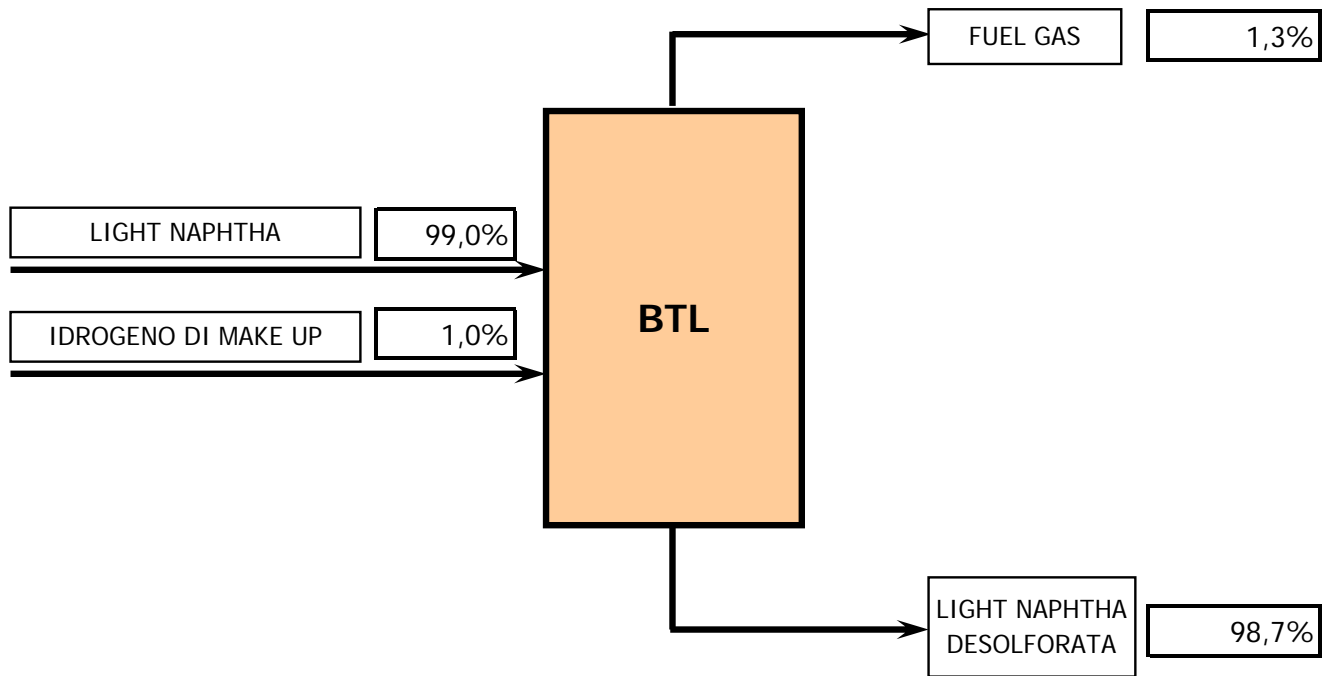 FUEL GAS 1,3%
LIGHT NAPHTHA 99,0%
BTL
IDROGENO DI MAKE UP 1,0%
LIGHT NAPHTHA
DESOLFORATA
98,7%